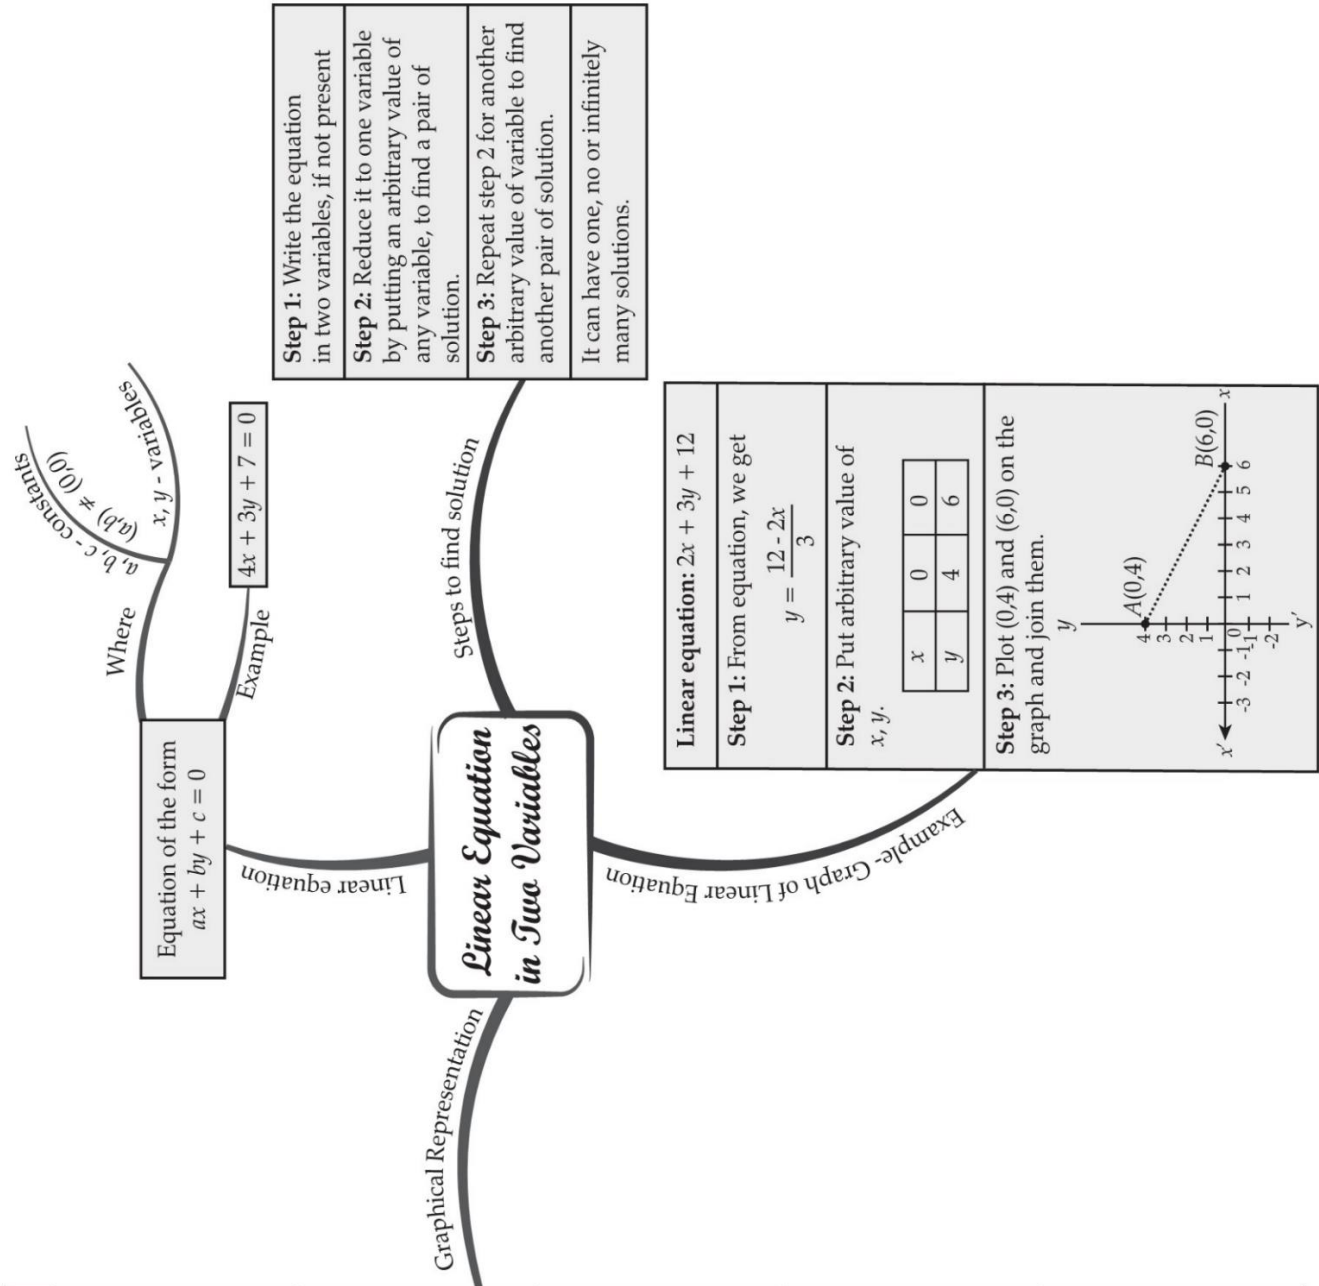 Linear Equation
in Two Variables
Linear equation
Equation of the form
ax + by + c = 0
Where
a, b, c - constants
(a,b) ≠ (0,0)
x, y - variables
Example
4x + 3y + 7 = 0
Steps to find solution
Step 1: Write the equation
in two variables, if not present
Step 2: Reduce it to one variable
by putting an arbitrary value of
any variable, to find a pair of
solution.
Step 3: Repeat step 2 for another
arbitrary value of variable to find
another pair of solution.
It can have one, no or infinitely
many solutions.
Graphical Representation
Example- Graph of Linear Equation
Linear equation: 2x + 3y + 12
Step 1: From equation, we get
y = 12 - 2x / 3
Step 2: Put arbitrary value of
x, y.
x 0 0
y 4 6
Step 3: Plot (0,4) and (6,0) on the
graph and join them.
y
A(0,4)
4
3
2
1
B(6,0)
x' x
0
-3 -2 -1 1 2 3 4 5 6
-1
-2
y'